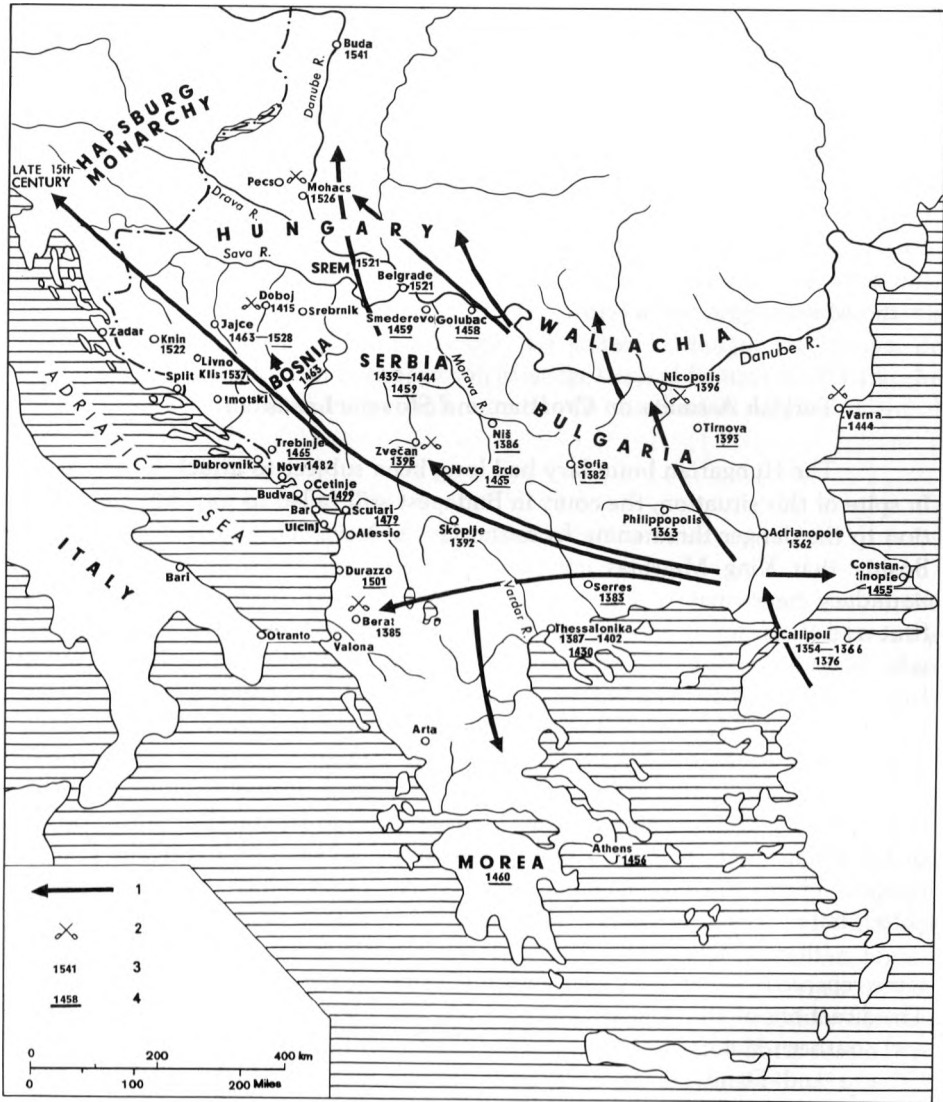 Buda
1541
Danube R.
HAPSBURG
MONARCHY
LATE 15th
CENTURY
Pecs
Mohacs
1526
Drava R.
HUNGARY
Sava R.
SREM
1521
Belgrade
1521
Doboj
1415
Srebrnik
Smederevo
1459
Golubac
1458
WALLACHIA
Danube R.
Zadar
Knin
1522
Jajce
1463—1528
Livno
Klis 1537
BOSNIA
1463
SERBIA
1439—1444
1459
Morava R.
Nicopolis
1396
Varna
1444
Split
Imotski
BULGARIA
Tirnova
1393
Niš
1386
Sofia
1382
ADRIATIC
SEA
Trebinje
1465
Dubrovnik
Novi 1482
Zvečan
1396
Novo Brdo
1455
Cetinje
1499
Budva
Bar
Scutari
1479
Ulcinj
Alessio
Skoplje
1392
Philippopolis
1363
Adrianopole
1362
ITALY
Bari
Durazzo
1501
Constan-
tinople
1455
Serres
1383
Vardar R.
Berat
1385
Otranto
Valona
Thessalonika
1387—1402
1430
Callipoli
1354—1366
1376
Arta
Athens
1456
MOREA
1460
1
2
1541 3
1458 4
0 200 400 km
0 100 200 Miles